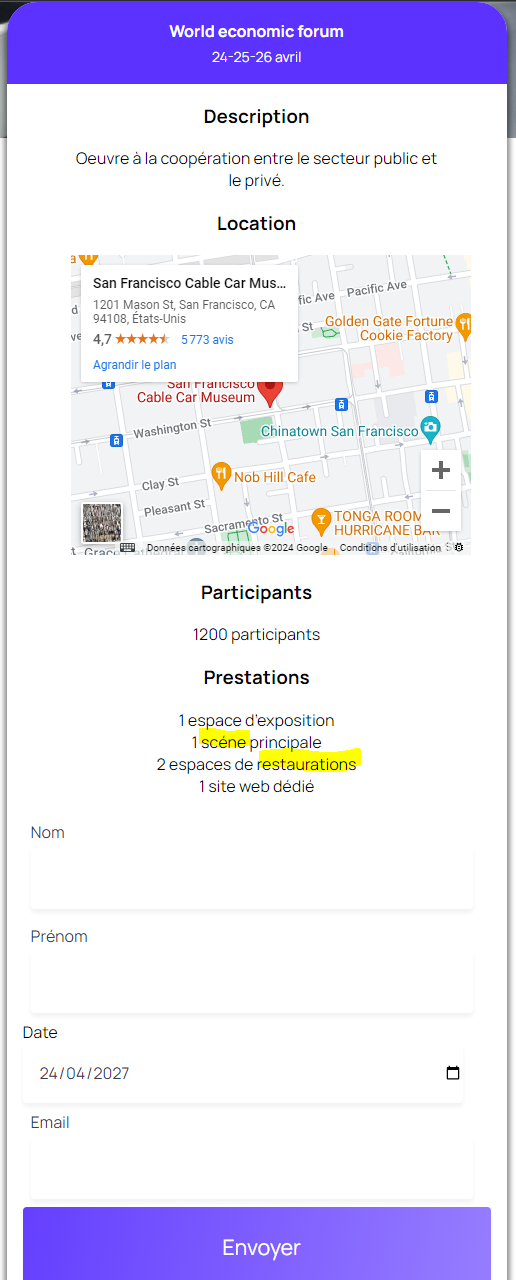 World economic forum
24-25-26 avril
Description
Oeuvre à la coopération entre le secteur public et
le privé.
Location
San Francisco Cable Car Mus...
1201 Mason St, San Francisco, CA
94108, États-Unis
4,7 5 773 avis
Agrandir le plan
Pacific Ave
Golden Gate Fortune
Cookie Factory
San Francisco
Cable Car Museum
Washington St
Chinatown San Francisco
Clay St
Nob Hill Cafe
Pleasant St
Sacramento St
Google
TONGA ROOM
HURRICANE BAR
Données cartographiques ©2024 Google
Conditions d'utilisation
Participants
1200 participants
Prestations
1 espace d'exposition
1 scéne principale
2 espaces de restaurations
1 site web dédié
Nom
Prénom
Date
24/04/2027
Email
Envoyer